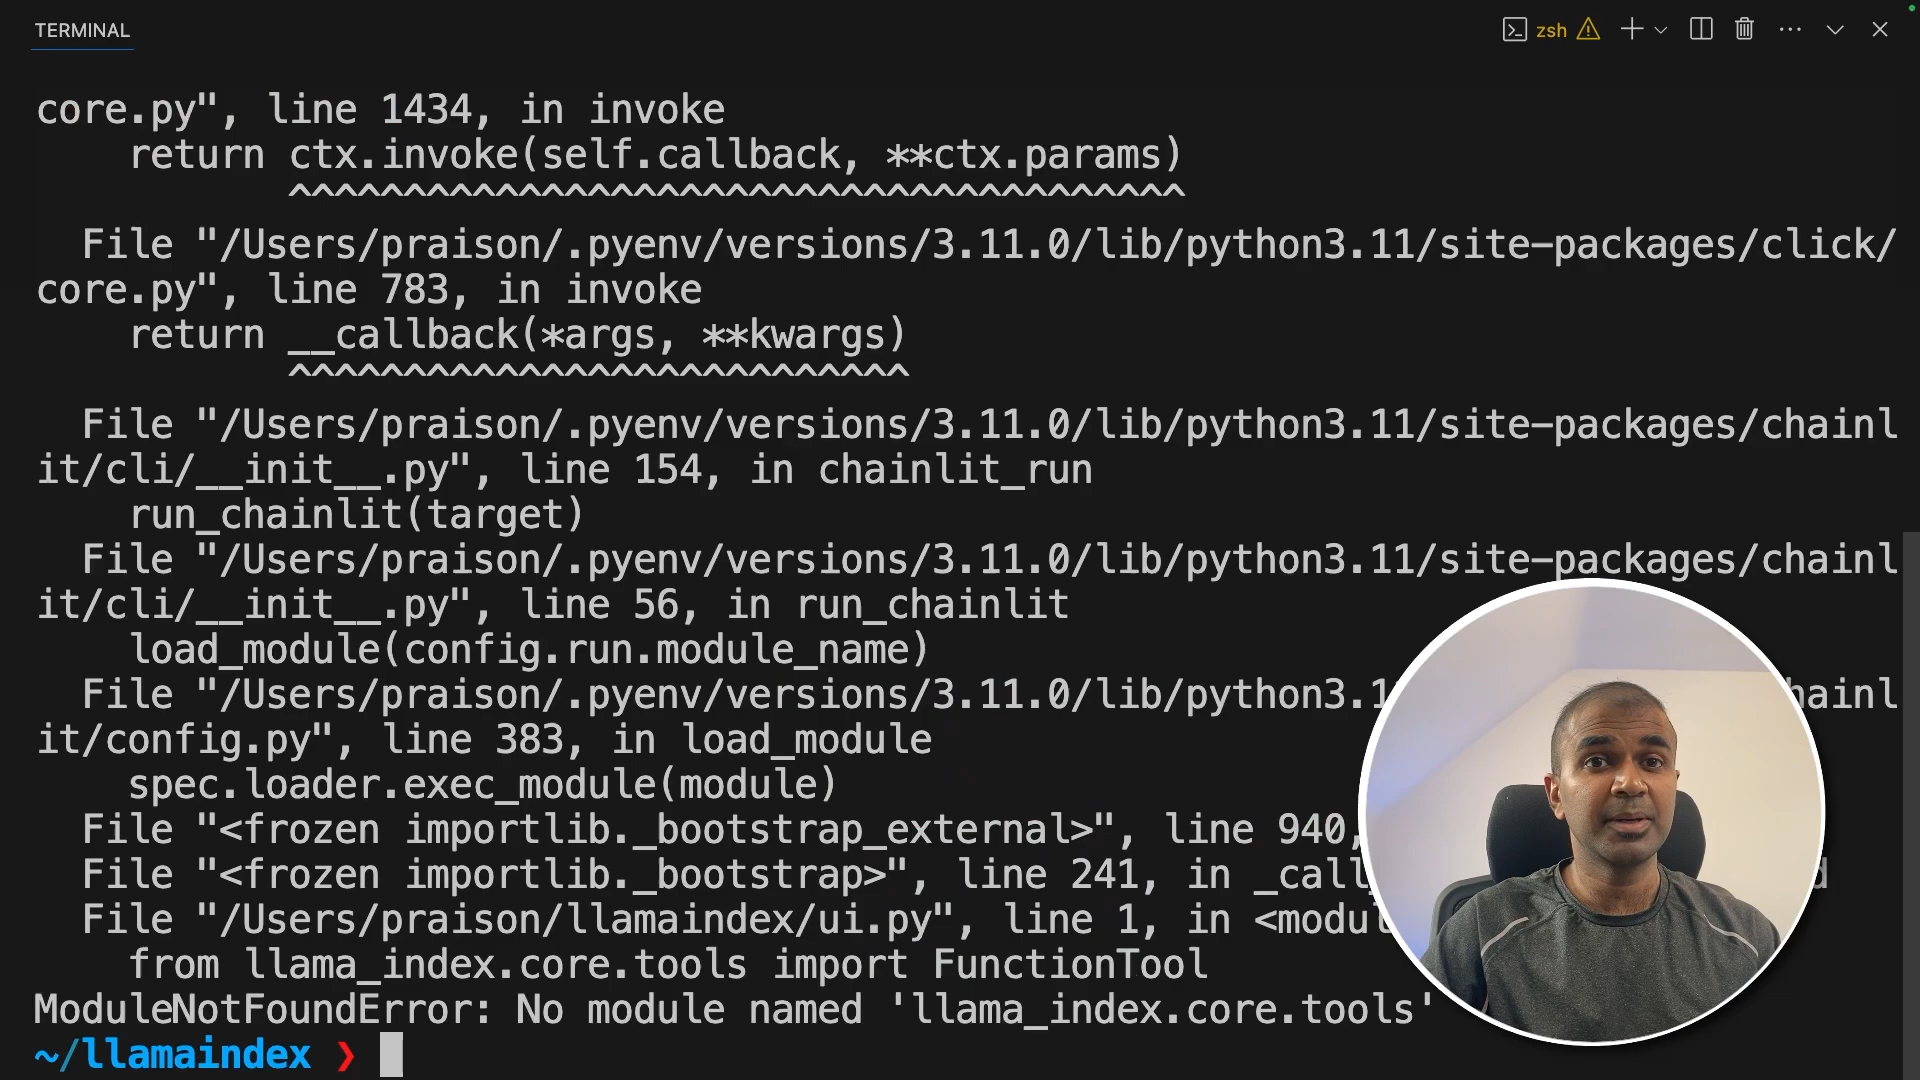 TERMINAL
zsh
core.py", line 1434, in invoke
return ctx.invoke(self.callback, **ctx.params)
^^^^^^^^^^^^^^^^^^^^^^^^^^^^^^^^^^^^^^^
File "/Users/praison/.pyenv/versions/3.11.0/lib/python3.11/site-packages/click/
core.py", line 783, in invoke
return __callback(*args, **kwargs)
^^^^^^^^^^^^^^^^^^^^^^^^^^^
File "/Users/praison/.pyenv/versions/3.11.0/lib/python3.11/site-packages/chainl
it/cli/__init__.py", line 154, in chainlit_run
run_chainlit(target)
File "/Users/praison/.pyenv/versions/3.11.0/lib/python3.11/site-packages/chainl
it/cli/__init__.py", line 56, in run_chainlit
load_module(config.run.module_name)
File "/Users/praison/.pyenv/versions/3.11.0/lib/python3.1 hainl
it/config.py", line 383, in load_module
spec.loader.exec_module(module)
File "<frozen importlib._bootstrap_external>", line 940,
File "<frozen importlib._bootstrap>", line 241, in _call d
File "/Users/praison/llamaindex/ui.py", line 1, in <modul
from llama_index.core.tools import FunctionTool
ModuleNotFoundError: No module named 'llama_index.core.tools'
~/llamaindex ❯